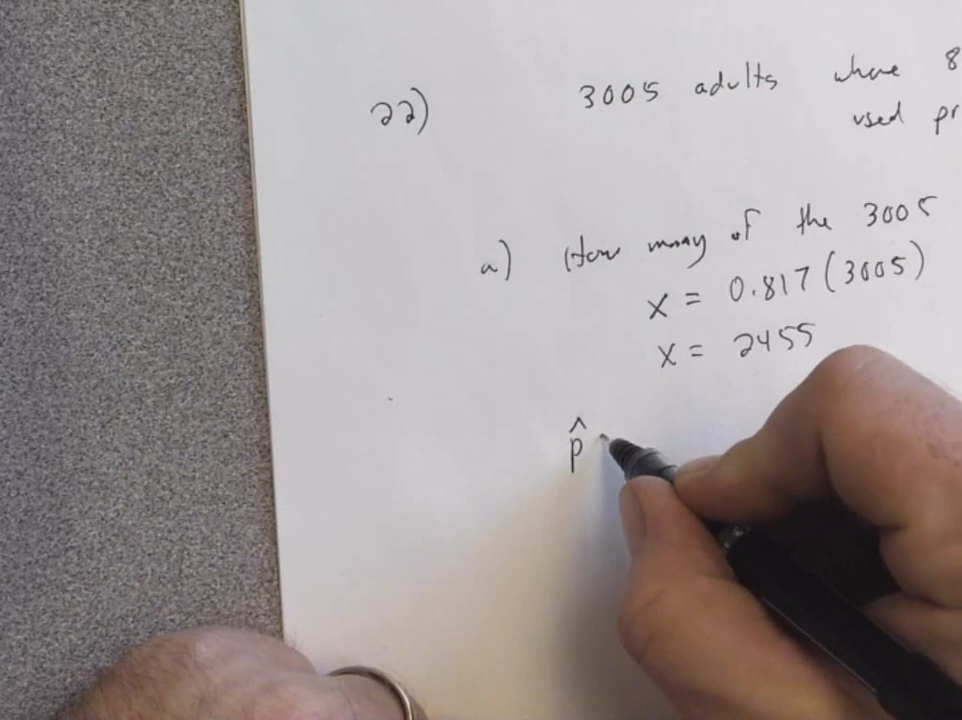 22) 3005 adults where 8
used pr
a) How many of the 3005
x = 0.817(3005)
x = 2455
p̂